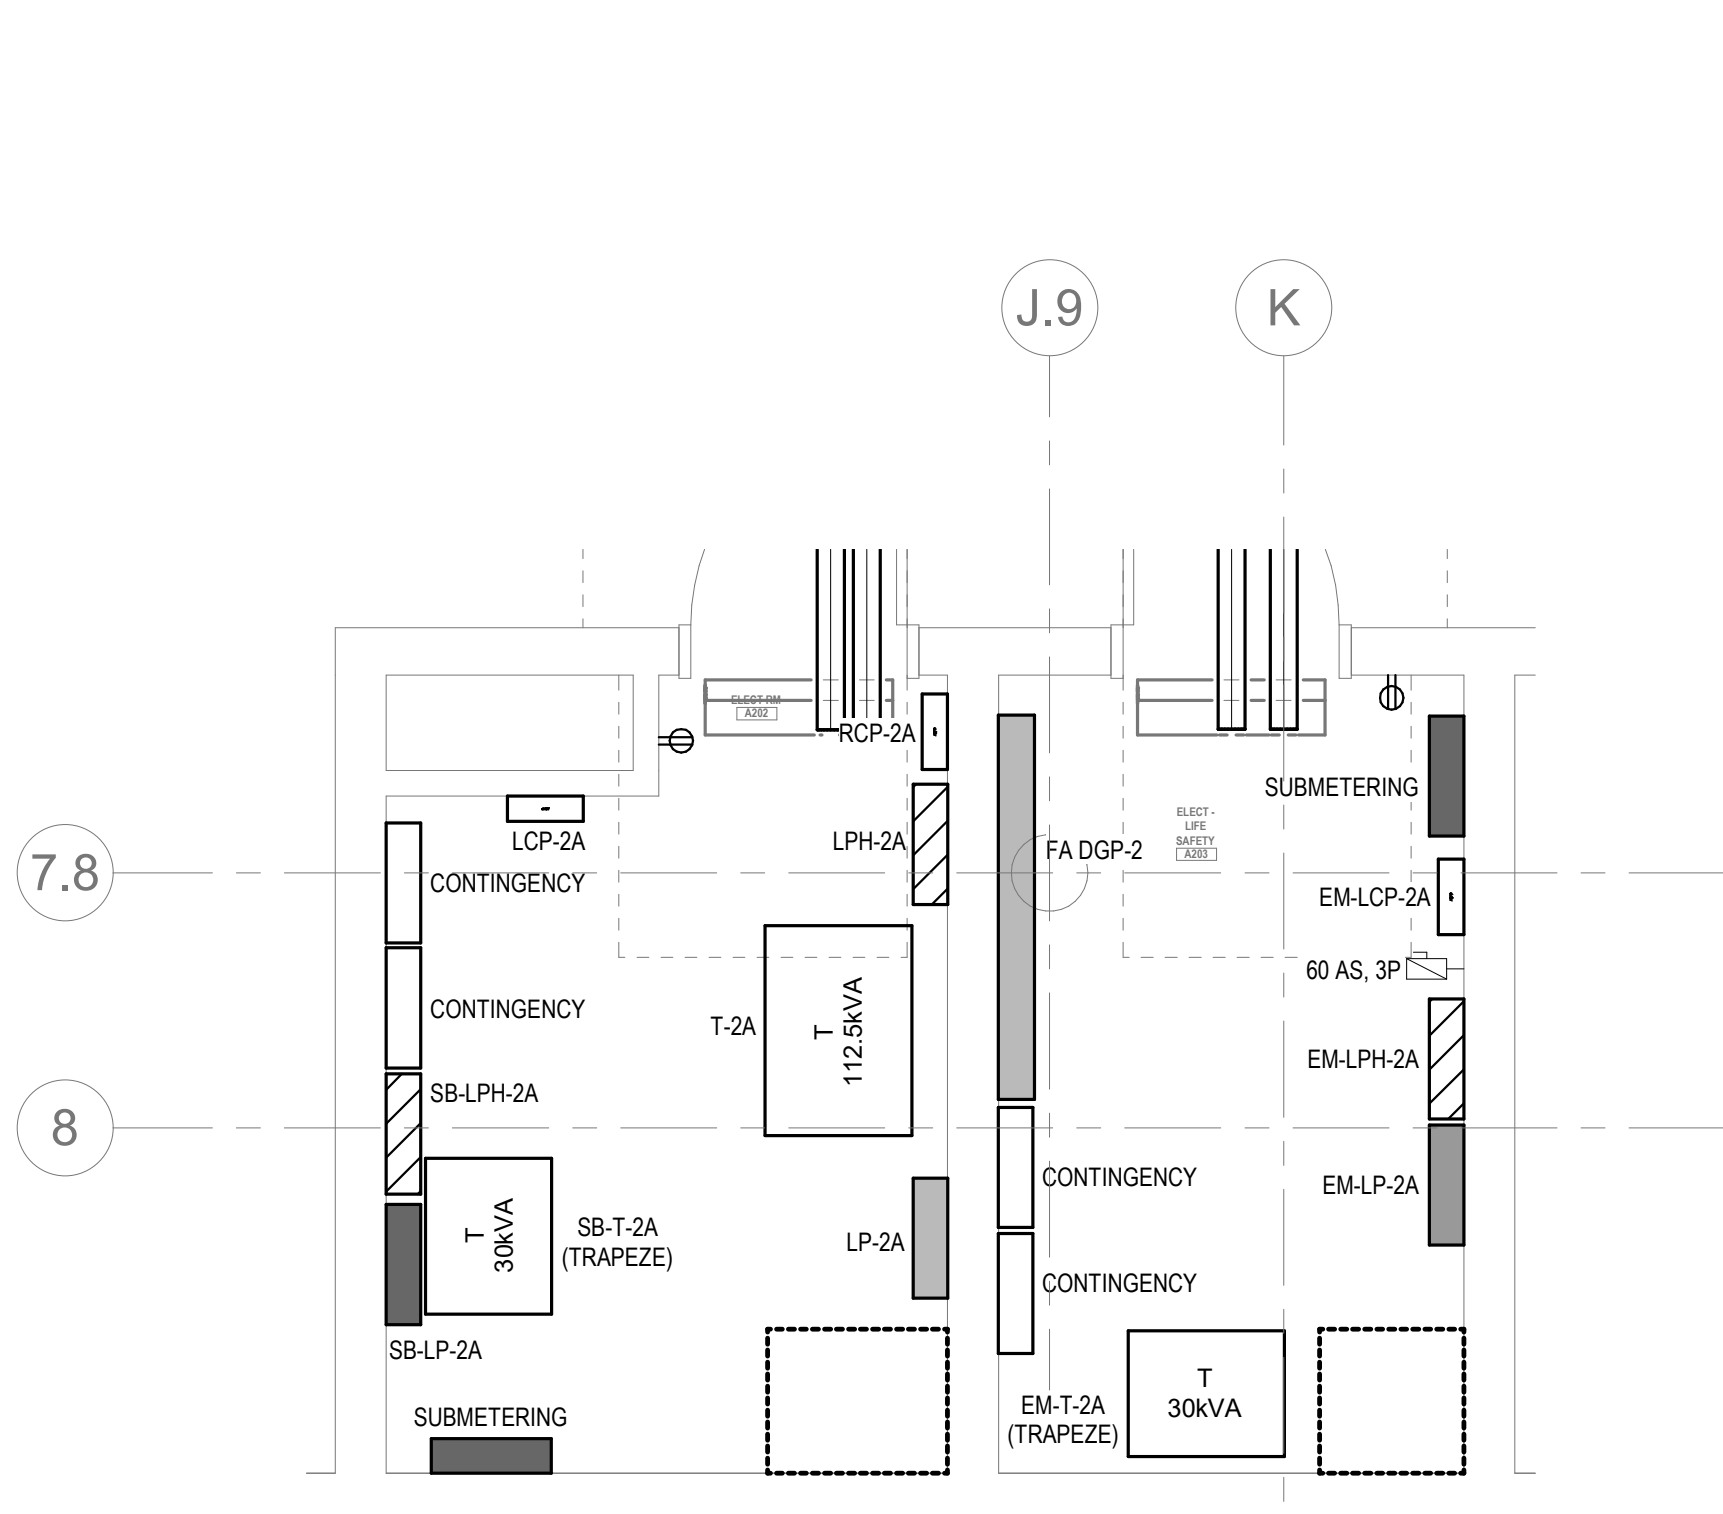 J.9
K
ELECT RM
A202
RCP-2A
SUBMETERING
LCP-2A
LPH-2A
FA DGP-2
ELECT -
LIFE
SAFETY
A203
7.8
CONTINGENCY
EM-LCP-2A
60 AS, 3P
CONTINGENCY
T-2A
T
112.5kVA
EM-LPH-2A
SB-LPH-2A
8
CONTINGENCY
EM-LP-2A
T
30kVA
SB-T-2A
(TRAPEZE)
LP-2A
CONTINGENCY
SB-LP-2A
T
30kVA
EM-T-2A
(TRAPEZE)
SUBMETERING